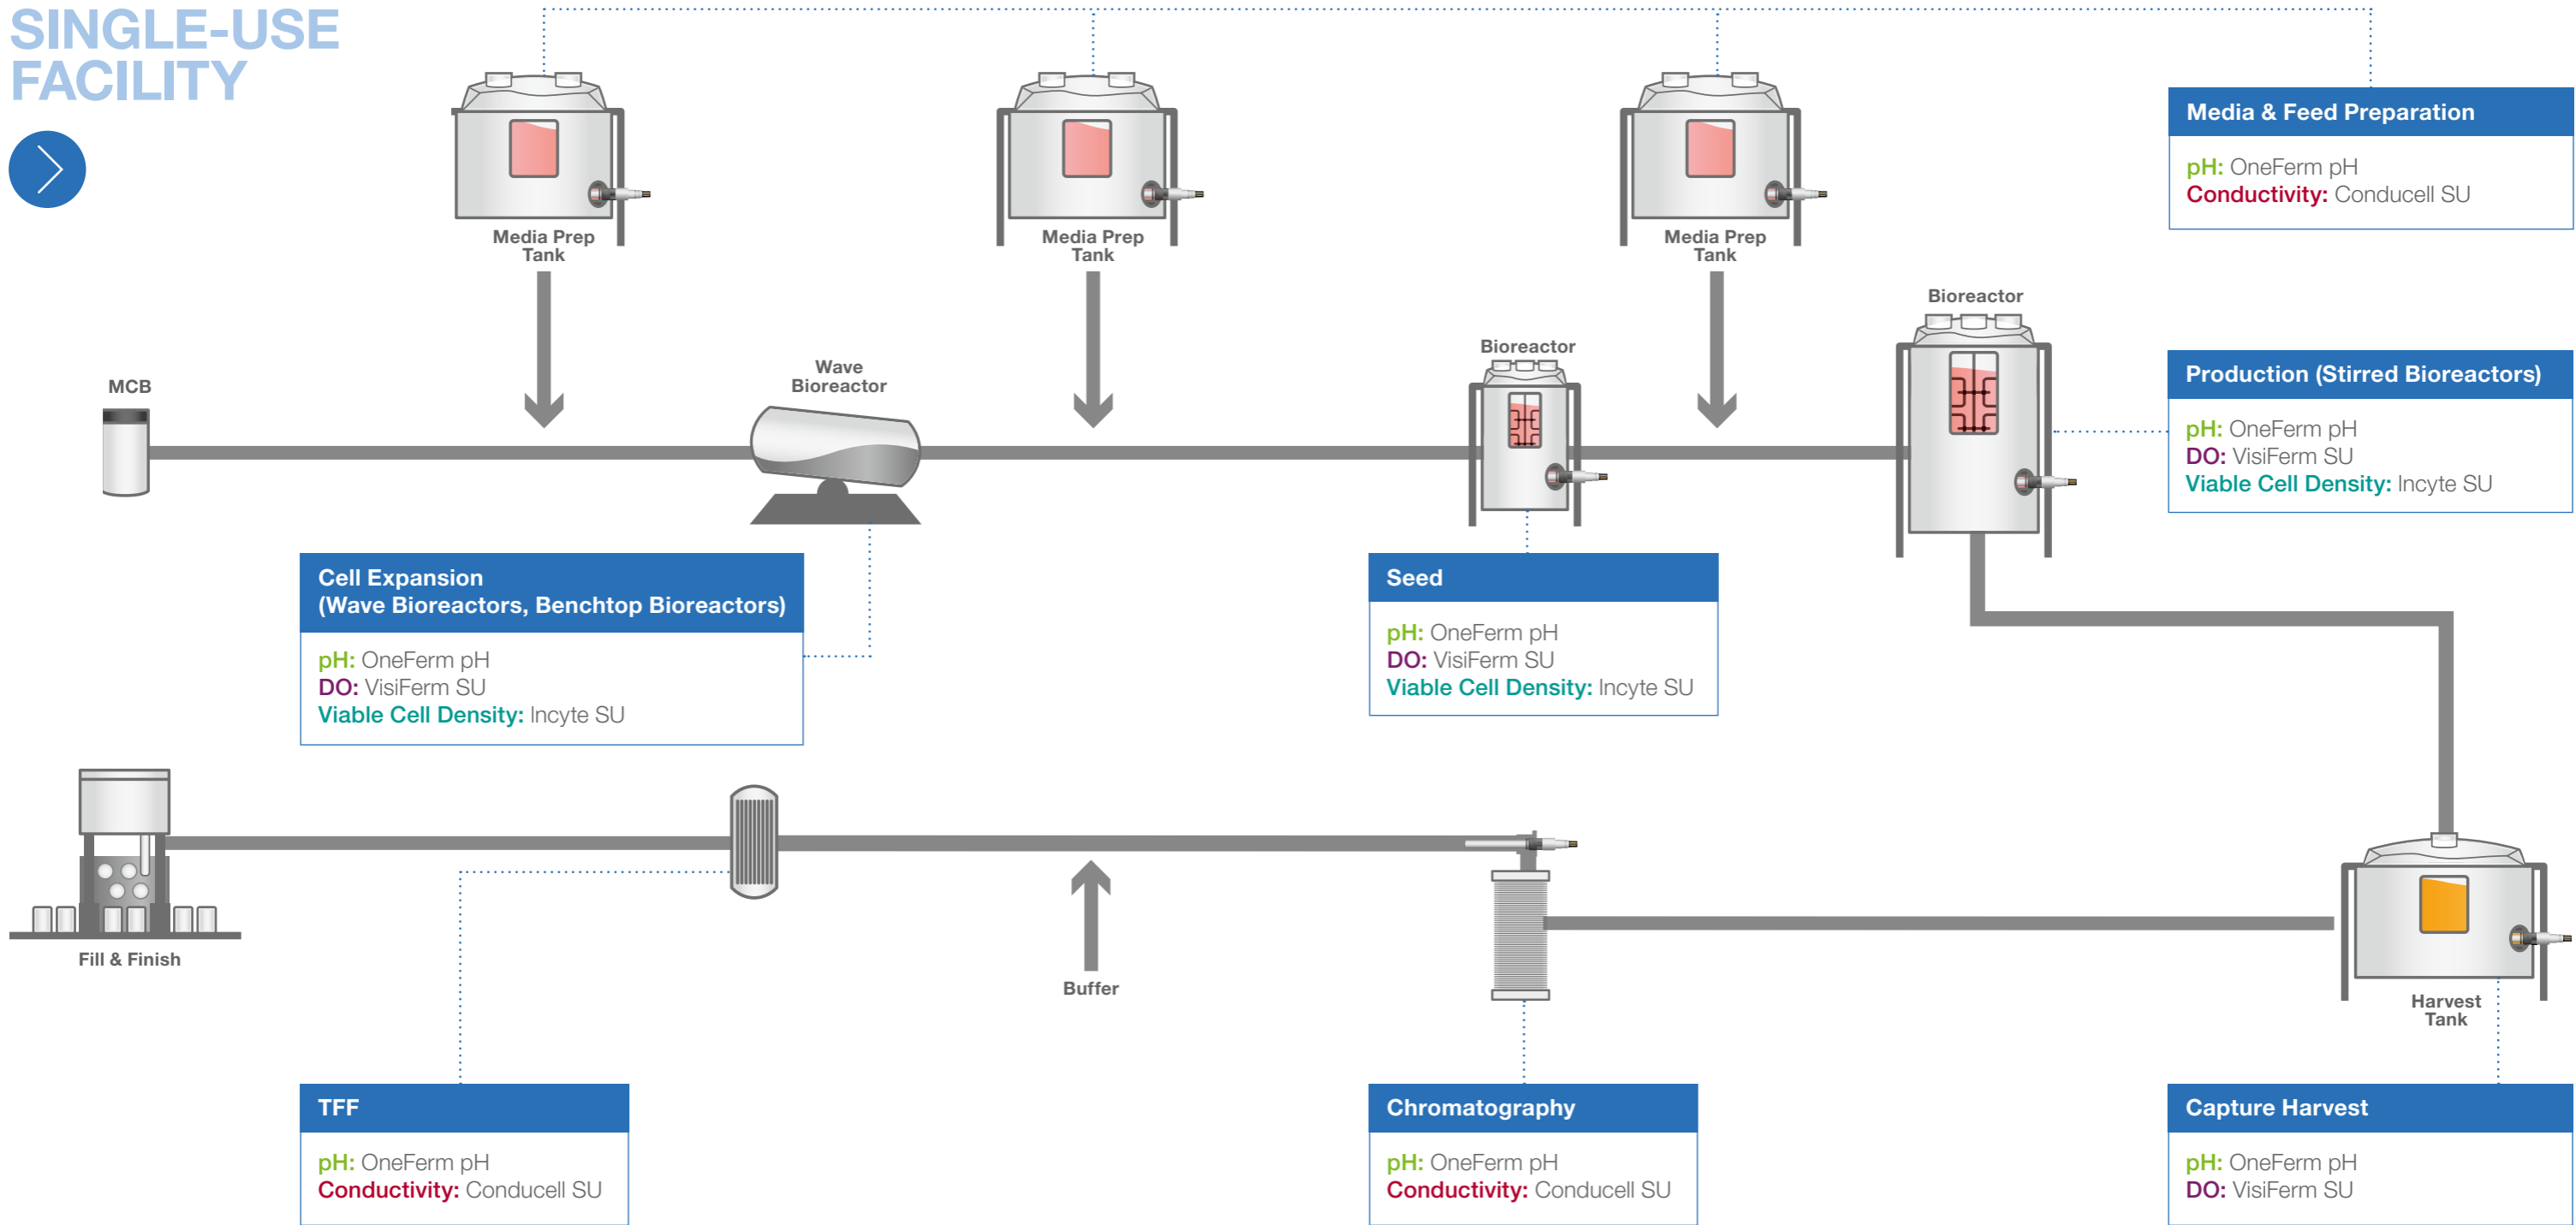 SINGLE-USE
FACILITY
Media Prep
Tank
Media Prep
Tank
Media Prep
Tank
Media & Feed Preparation
pH: OneFerm pH
Conductivity: Conducell SU
MCB
Wave
Bioreactor
Bioreactor
Bioreactor
Production (Stirred Bioreactors)
pH: OneFerm pH
DO: VisiFerm SU
Viable Cell Density: Incyte SU
Cell Expansion
(Wave Bioreactors, Benchtop Bioreactors)
pH: OneFerm pH
DO: VisiFerm SU
Viable Cell Density: Incyte SU
Seed
pH: OneFerm pH
DO: VisiFerm SU
Viable Cell Density: Incyte SU
Fill & Finish
Buffer
Harvest
Tank
TFF
pH: OneFerm pH
Conductivity: Conducell SU
Chromatography
pH: OneFerm pH
Conductivity: Conducell SU
Capture Harvest
pH: OneFerm pH
DO: VisiFerm SU